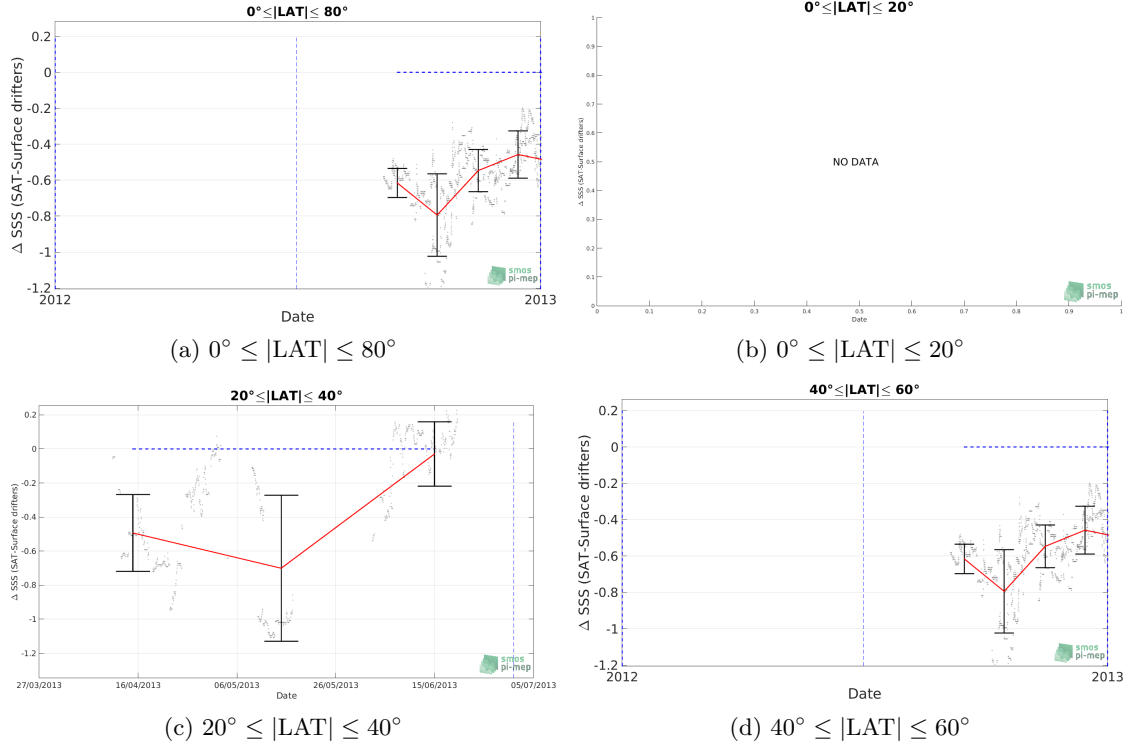 0°≤|LAT|≤ 80°
Δ SSS (SAT-Surface drifters)
0.2
0
-0.2
-0.4
-0.6
-0.8
-1
-1.2
2012
2013
Date
smos
pi-mep
(a) 0° ≤ |LAT| ≤ 80°
0°≤|LAT|≤ 20°
Δ SSS (SAT-Surface drifters)
1
0.9
0.8
0.7
0.6
0.5
0.4
0.3
0.2
0.1
0
NO DATA
0 0.1 0.2 0.3 0.4 0.5 0.6 0.7 0.8 0.9 1
Date
smos
pi-mep
(b) 0° ≤ |LAT| ≤ 20°
20°≤|LAT|≤ 40°
Δ SSS (SAT-Surface drifters)
0.2
0
-0.2
-0.4
-0.6
-0.8
-1
-1.2
27/03/2013 16/04/2013 06/05/2013 26/05/2013 15/06/2013 05/07/2013
Date
smos
pi-mep
(c) 20° ≤ |LAT| ≤ 40°
40°≤|LAT|≤ 60°
Δ SSS (SAT-Surface drifters)
0.2
0
-0.2
-0.4
-0.6
-0.8
-1
-1.2
2012
2013
Date
smos
pi-mep
(d) 40° ≤ |LAT| ≤ 60°